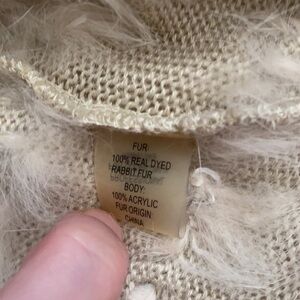 FUR:
100% REAL DYED
RABBIT FUR
BODY:
100% ACRYLIC
FUR ORIGIN:
CHINA